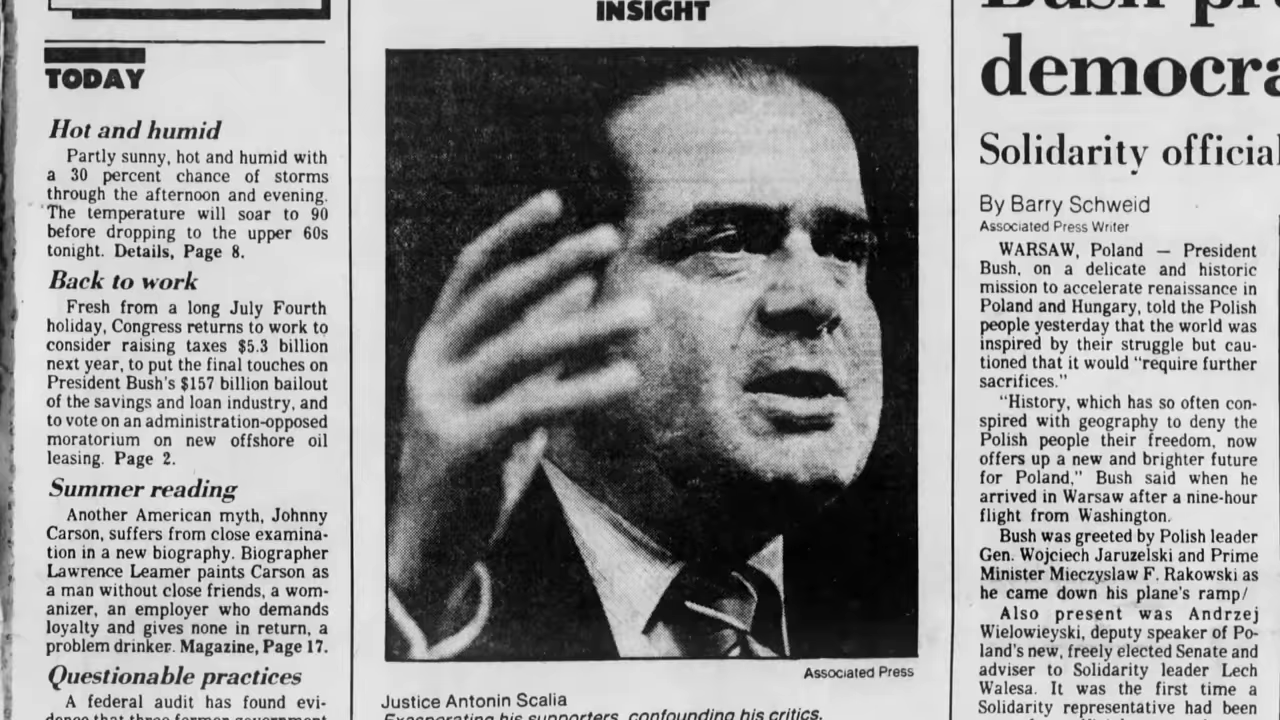 TODAY
Hot and humid
Partly sunny, hot and humid with
a 30 percent chance of storms
through the afternoon and evening.
The temperature will soar to 90
before dropping to the upper 60s
tonight. Details, Page 8.
Back to work
Fresh from a long July Fourth
holiday, Congress returns to work to
consider raising taxes $5.3 billion
next year, to put the final touches on
President Bush's $157 billion bailout
of the savings and loan industry, and
to vote on an administration-opposed
moratorium on new offshore oil
leasing. Page 2.
Summer reading
Another American myth, Johnny
Carson, suffers from close examina-
tion in a new biography. Biographer
Lawrence Leamer paints Carson as
a man without close friends, a wom-
anizer, an employer who demands
loyalty and gives none in return, a
problem drinker. Magazine, Page 17.
Questionable practices
A federal audit has found evi-
dence that three former government
INSIGHT
Associated Press
Justice Antonin Scalia
Exasperating his supporters, confounding his critics.
Bush pr
democra
Solidarity official
By Barry Schweid
Associated Press Writer
WARSAW, Poland — President
Bush, on a delicate and historic
mission to accelerate renaissance in
Poland and Hungary, told the Polish
people yesterday that the world was
inspired by their struggle but cau-
tioned that it would "require further
sacrifices."
"History, which has so often con-
spired with geography to deny the
Polish people their freedom, now
offers up a new and brighter future
for Poland," Bush said when he
arrived in Warsaw after a nine-hour
flight from Washington.
Bush was greeted by Polish leader
Gen. Wojciech Jaruzelski and Prime
Minister Mieczyslaw F. Rakowski as
he came down his plane's ramp/
Also present was Andrzej
Wielowieyski, deputy speaker of Po-
land's new, freely elected Senate and
adviser to Solidarity leader Lech
Walesa. It was the first time a
Solidarity representative had been